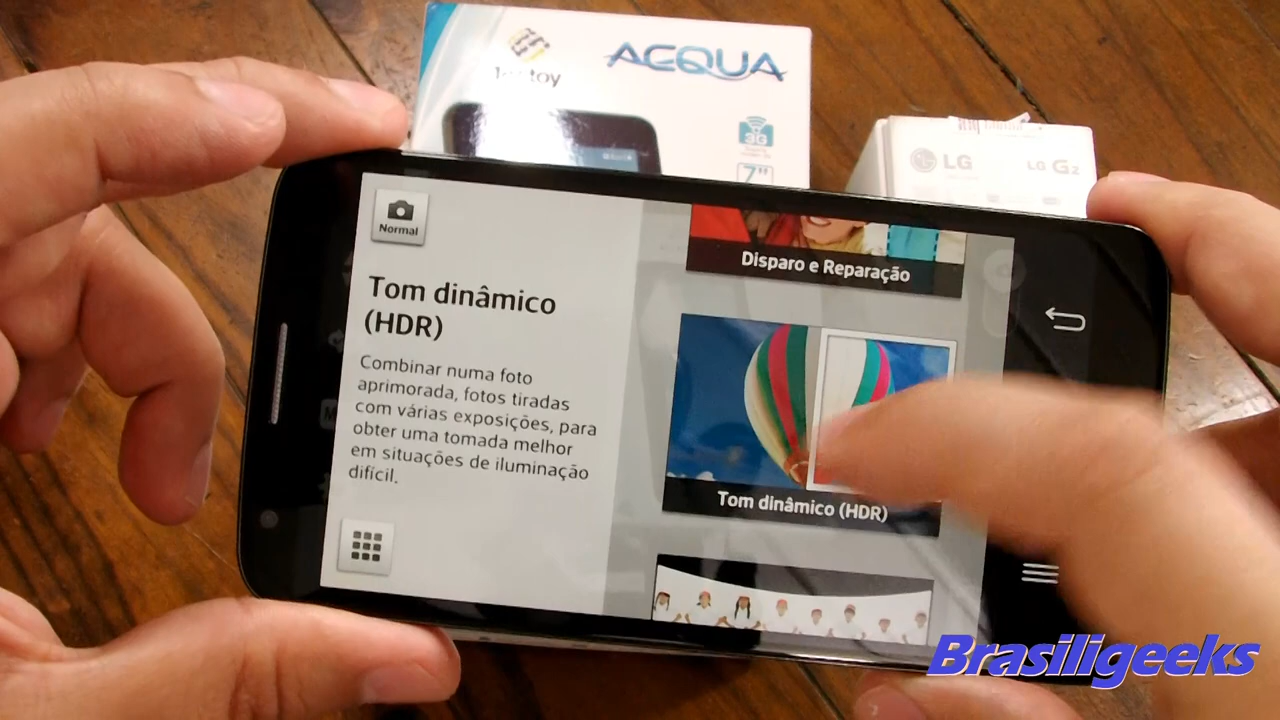 ACQUA
3G
7"
LG
LG G2
Normal
Disparo e Reparação
Tom dinâmico
(HDR)
Combinar numa foto
aprimorada, fotos tiradas
com várias exposições, para
obter uma tomada melhor
em situações de iluminação
difícil.
Tom dinâmico (HDR)
Brasiligeeks